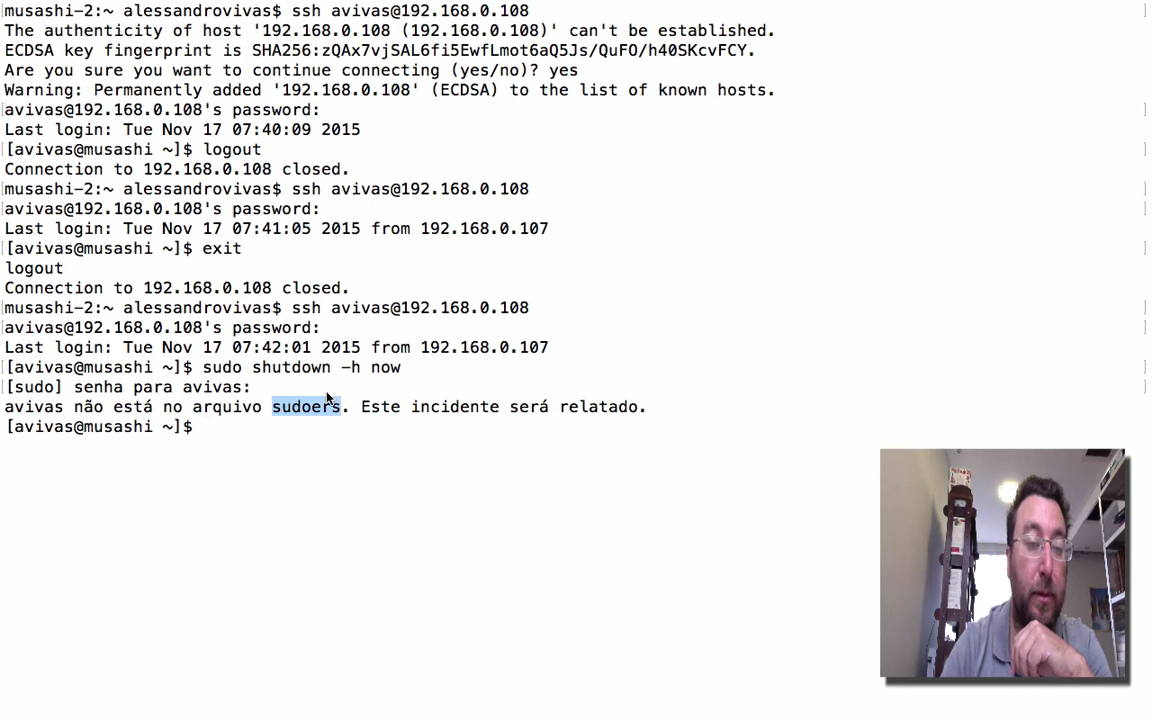 musashi-2:~ alessandrovivas$ ssh avivas@192.168.0.108
The authenticity of host '192.168.0.108 (192.168.0.108)' can't be established.
ECDSA key fingerprint is SHA256:zQAx7vjSAL6fi5EwfLmot6aQ5Js/QuFO/h40SKcvFCY.
Are you sure you want to continue connecting (yes/no)? yes
Warning: Permanently added '192.168.0.108' (ECDSA) to the list of known hosts.
avivas@192.168.0.108's password:
Last login: Tue Nov 17 07:40:09 2015
[avivas@musashi ~]$ logout
Connection to 192.168.0.108 closed.
musashi-2:~ alessandrovivas$ ssh avivas@192.168.0.108
avivas@192.168.0.108's password:
Last login: Tue Nov 17 07:41:05 2015 from 192.168.0.107
[avivas@musashi ~]$ exit
logout
Connection to 192.168.0.108 closed.
musashi-2:~ alessandrovivas$ ssh avivas@192.168.0.108
avivas@192.168.0.108's password:
Last login: Tue Nov 17 07:42:01 2015 from 192.168.0.107
[avivas@musashi ~]$ sudo shutdown -h now
[sudo] senha para avivas:
avivas não está no arquivo sudoers. Este incidente será relatado.
[avivas@musashi ~]$